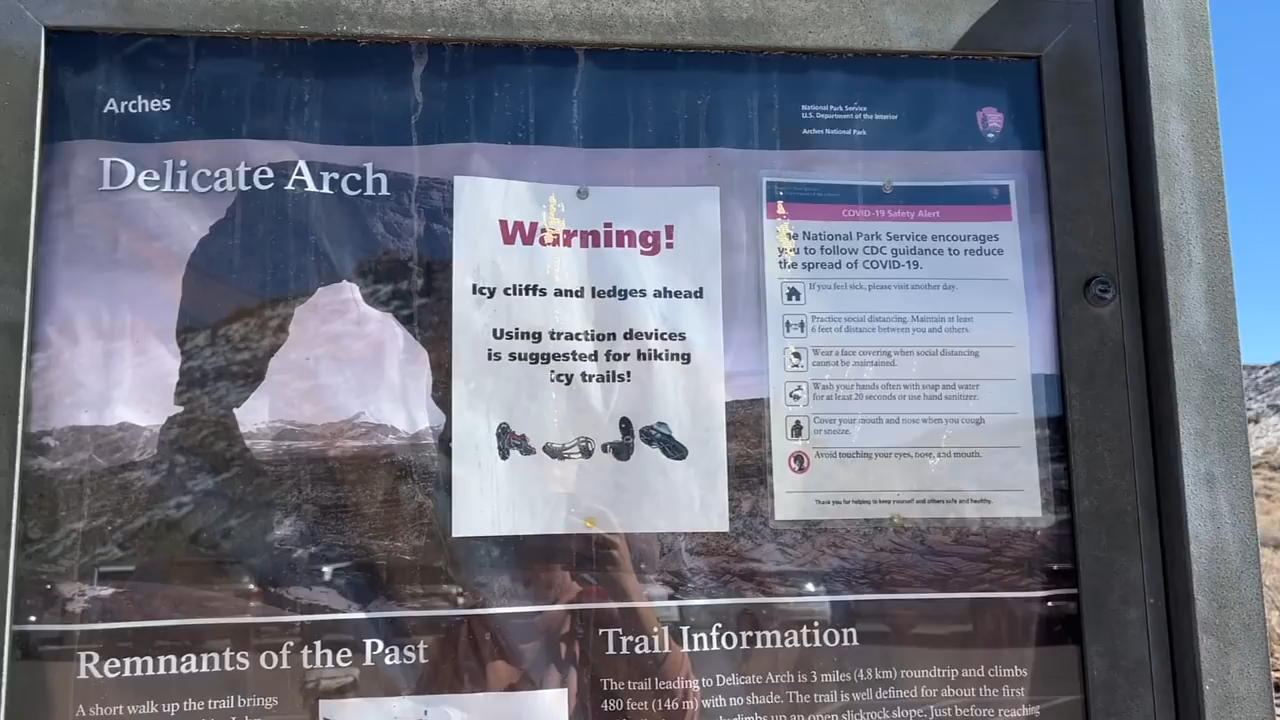 Arches
National Park Service
U.S. Department of the Interior
Arches National Park
Delicate Arch
Warning!
Icy cliffs and ledges ahead
Using traction devices
is suggested for hiking
icy trails!
COVID-19 Safety Alert
The National Park Service encourages
you to follow CDC guidance to reduce
the spread of COVID-19.
If you feel sick, please visit another day.
Practice social distancing. Maintain at least
6 feet of distance between you and others.
Wear a face covering when social distancing
cannot be maintained.
Wash your hands often with soap and water
for at least 20 seconds or use hand sanitizer.
Cover your mouth and nose when you cough
or sneeze.
Avoid touching your eyes, nose, and mouth.
Thank you for helping to keep yourself and others safe and healthy.
Remnants of the Past
A short walk up the trail brings
Trail Information
The trail leading to Delicate Arch is 3 miles (4.8 km) roundtrip and climbs
480 feet (146 m) with no shade. The trail is well defined for about the first
climbs up an open slickrock slope. Just before reaching